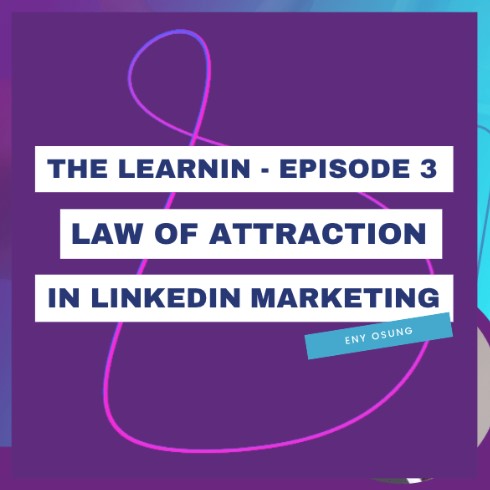 THE LEARNIN - EPISODE 3
LAW OF ATTRACTION
IN LINKEDIN MARKETING
ENY OSUNG